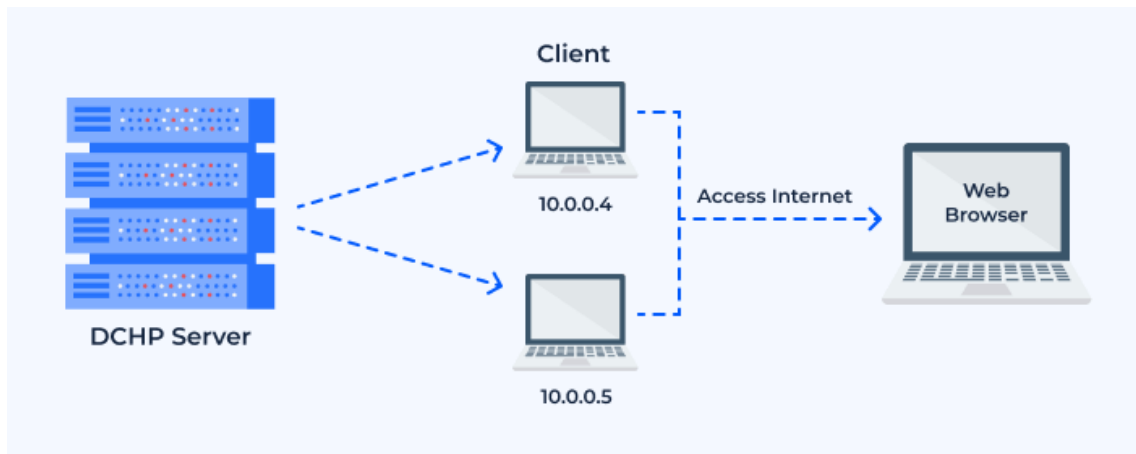 Client
10.0.0.4
Access Internet
Web
Browser
DCHP Server
10.0.0.5